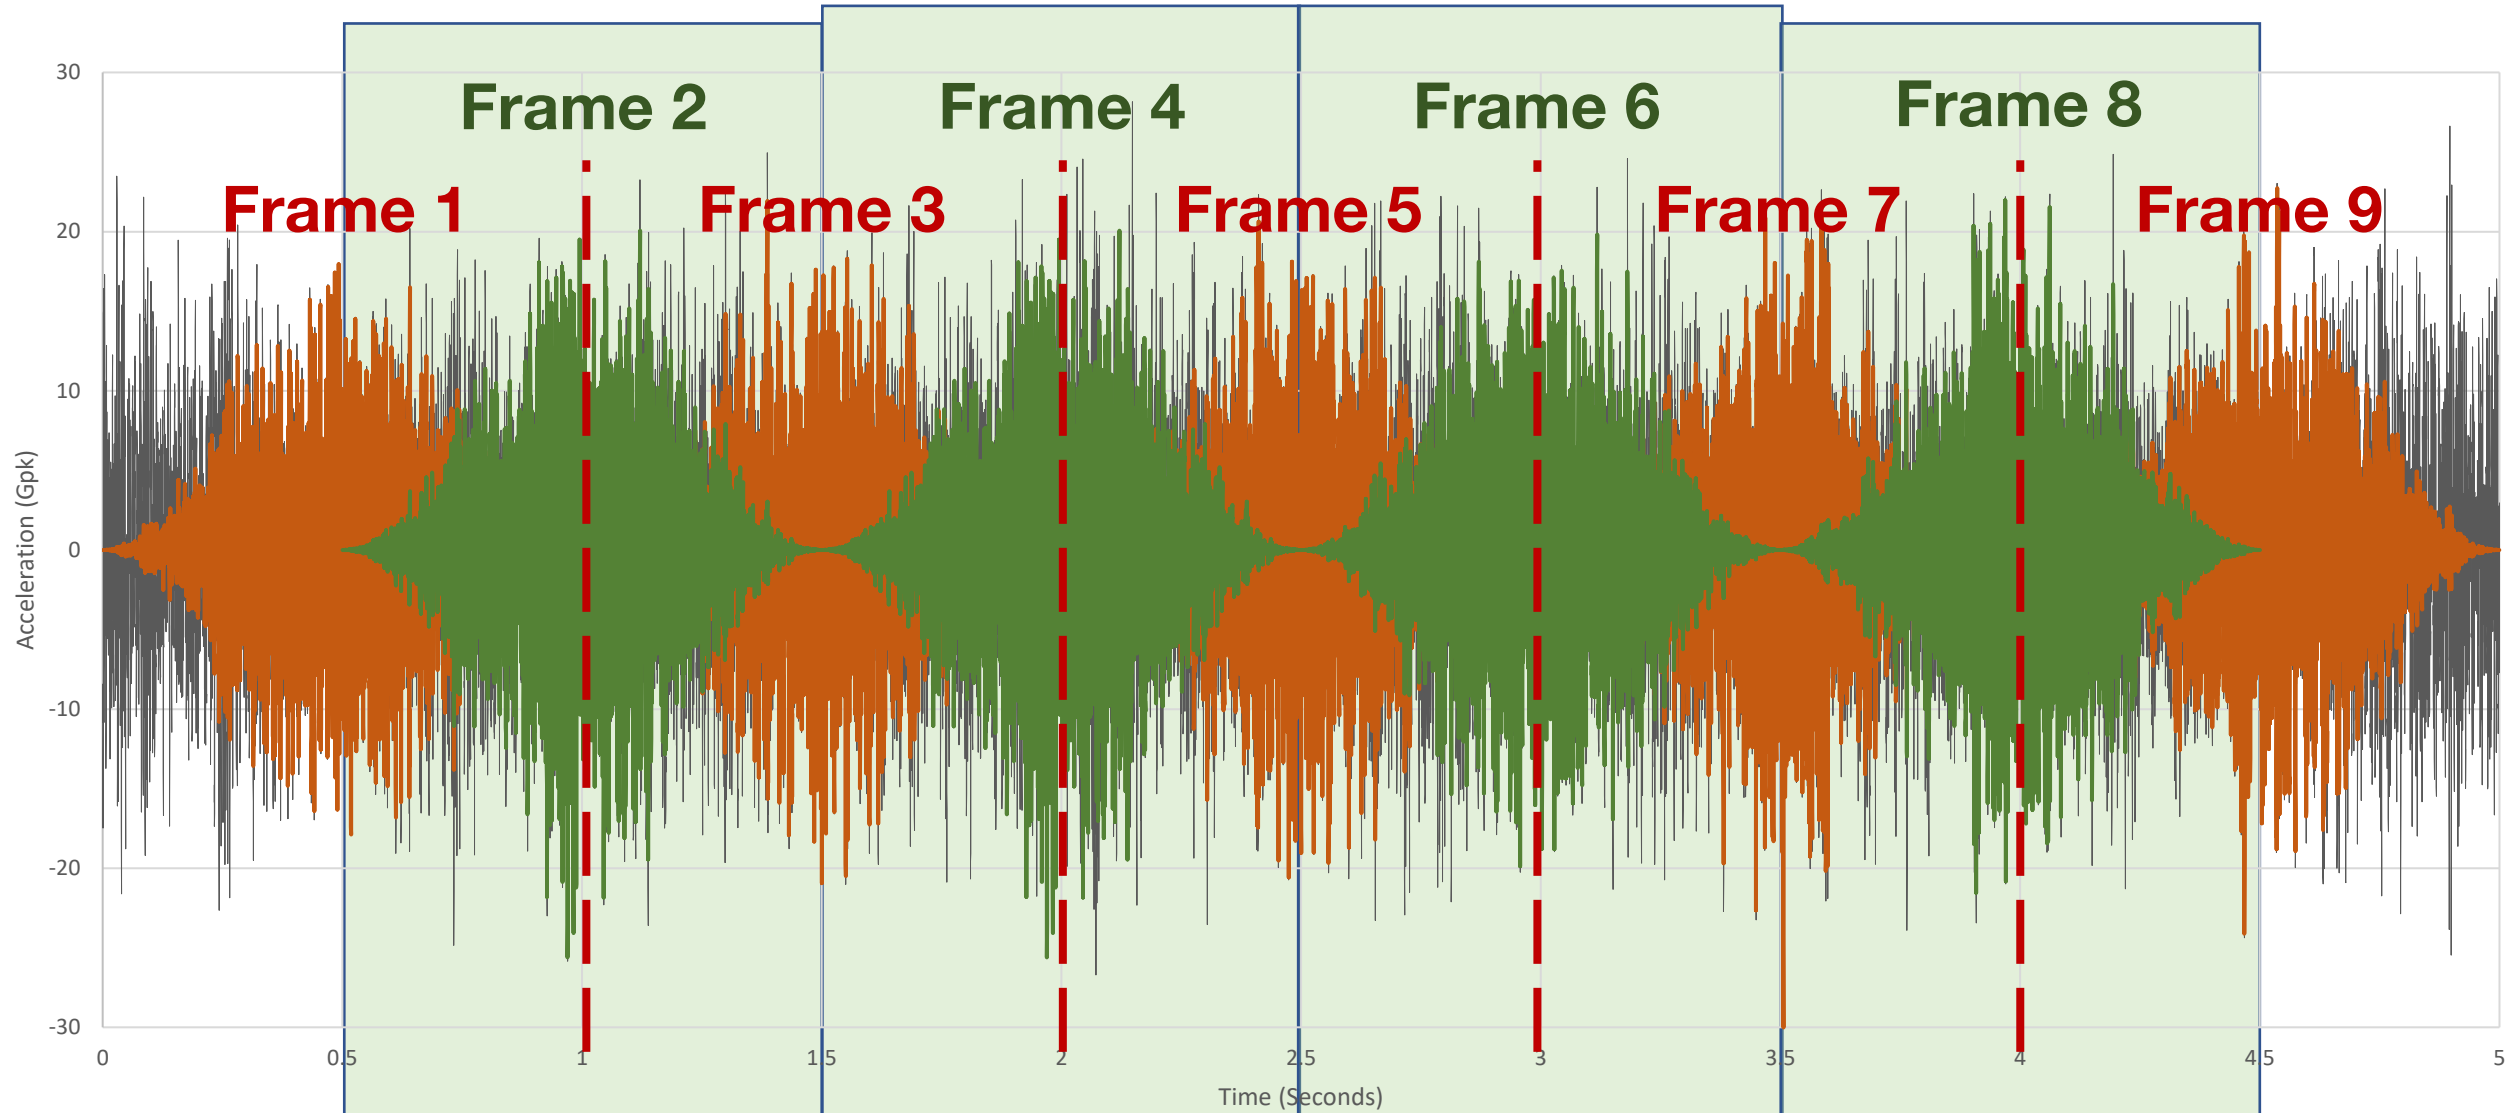 Frame 2
Frame 4
Frame 6
Frame 8
Frame 1
Frame 3
Frame 5
Frame 7
Frame 9
30
20
10
0
-10
-20
-30
Acceleration (Gpk)
0 0.5 1 1.5 2 2.5 3 3.5 4 4.5 5
Time (Seconds)